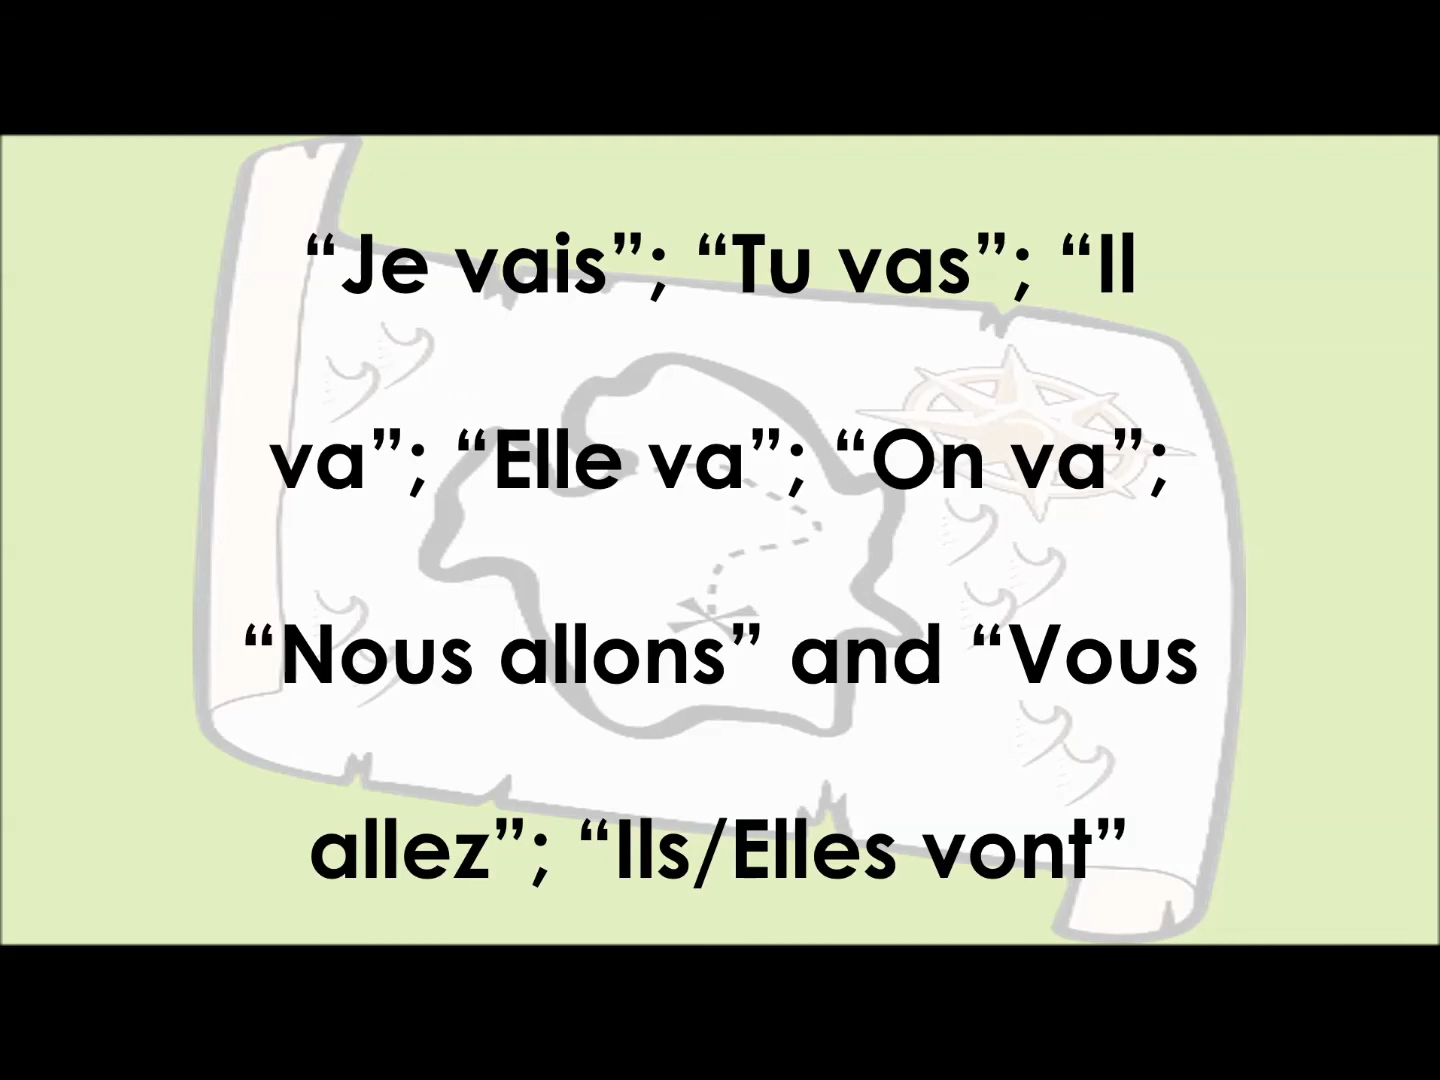 “Je vais”; “Tu vas”; “Il
va”; “Elle va”; “On va”;
“Nous allons” and “Vous
allez”; “Ils/Elles vont”